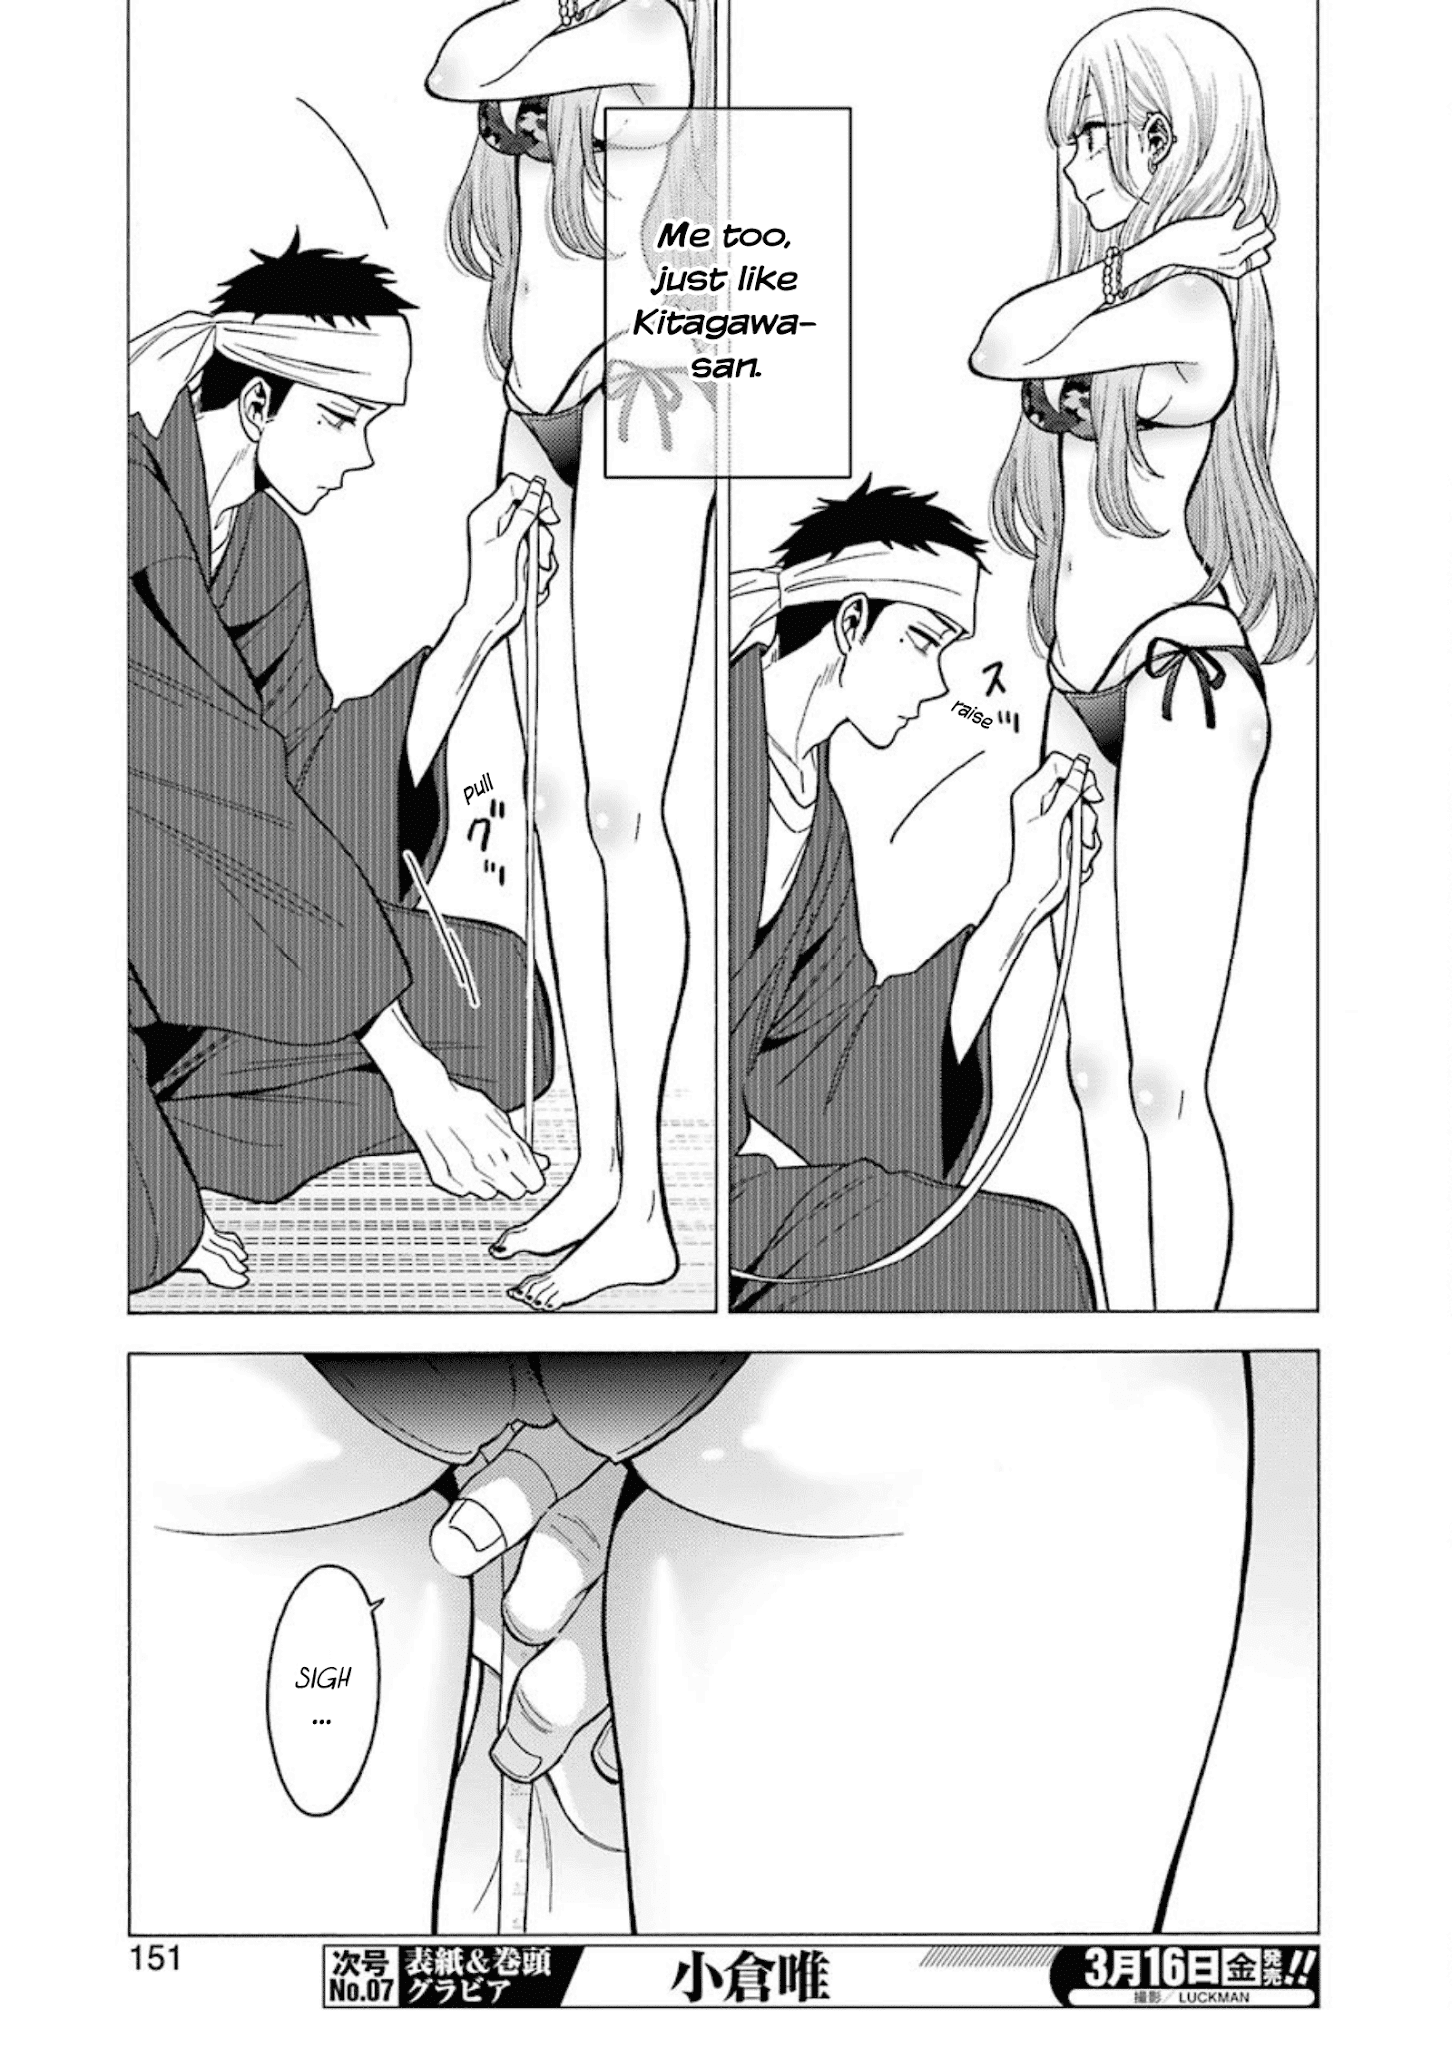 Me too,
just like
Kitagawa-
san.
スッ
raise
pull
グッ
SIGH
...
151
次号
No.07
表紙&巻頭
グラビア
小倉唯
3月16日金発売!!
撮影/LUCKMAN